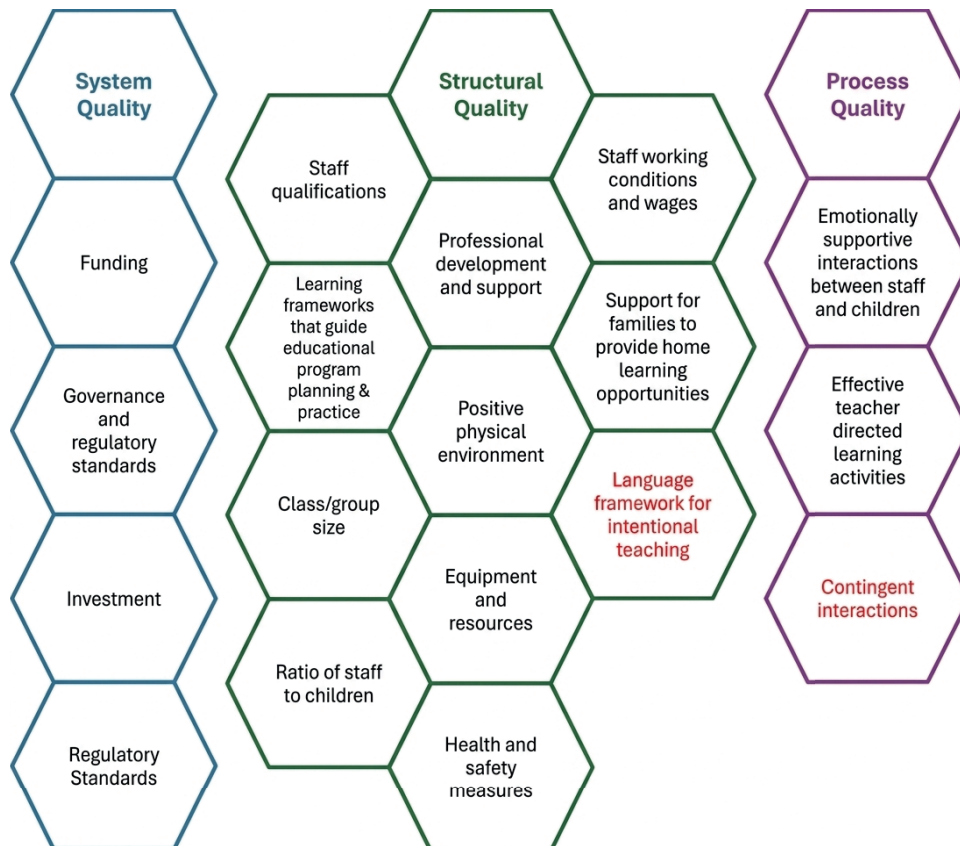 System
Quality
Funding
Governance
and
regulatory
standards
Investment
Regulatory
Standards
Structural
Quality
Staff
qualifications
Learning
frameworks
that guide
educational
program
planning &
practice
Class/group
size
Ratio of staff
to children
Professional
development
and support
Positive
physical
environment
Equipment
and
resources
Health and
safety
measures
Staff working
conditions
and wages
Support for
families to
provide home
learning
opportunities
Language
framework for
intentional
teaching
Process
Quality
Emotionally
supportive
interactions
between staff
and children
Effective
teacher
directed
learning
activities
Contingent
interactions